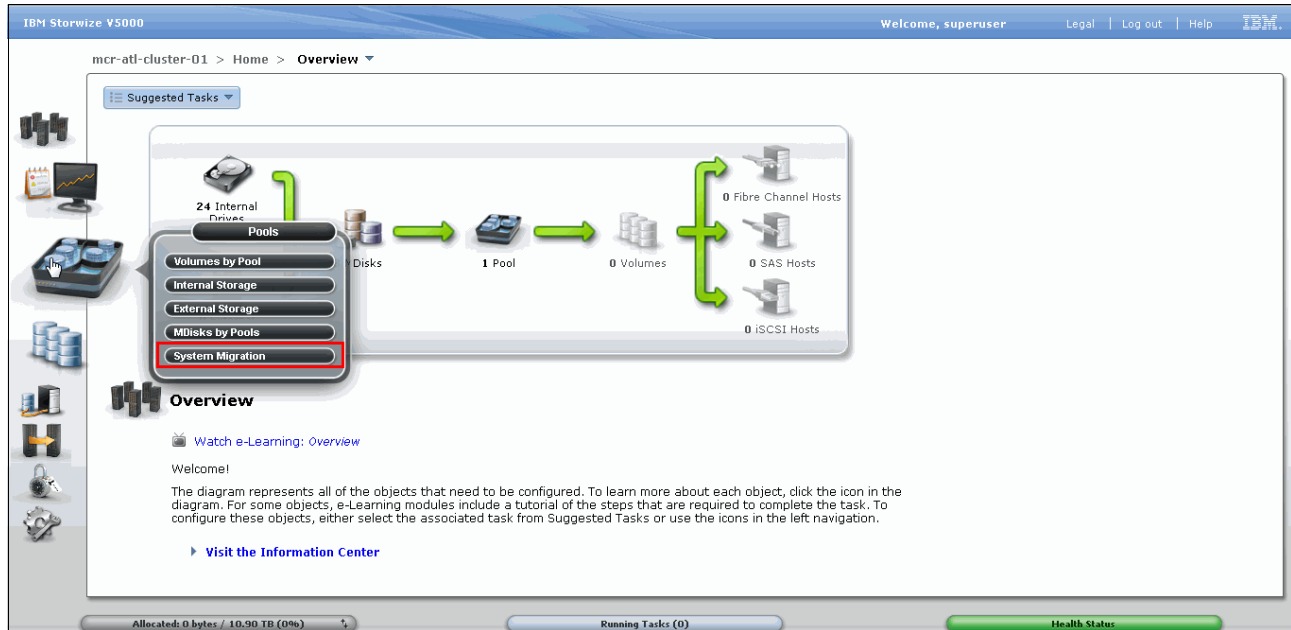 IBM Storwize V5000
Welcome, superuser
Legal | Log out | Help
IBM.
mcr-atl-cluster-01 > Home > Overview
Suggested Tasks
24 Internal
Drives
Disks
1 Pool
0 Volumes
0 Fibre Channel Hosts
0 SAS Hosts
0 iSCSI Hosts
Pools
Volumes by Pool
Internal Storage
External Storage
MDisks by Pools
System Migration
Overview
Watch e-Learning: Overview
Welcome!
The diagram represents all of the objects that need to be configured. To learn more about each object, click the icon in the
diagram. For some objects, e-Learning modules include a tutorial of the steps that are required to complete the task. To
configure these objects, either select the associated task from Suggested Tasks or use the icons in the left navigation.
Visit the Information Center
Allocated: 0 bytes / 10.90 TB (0%)
Running Tasks (0)
Health Status